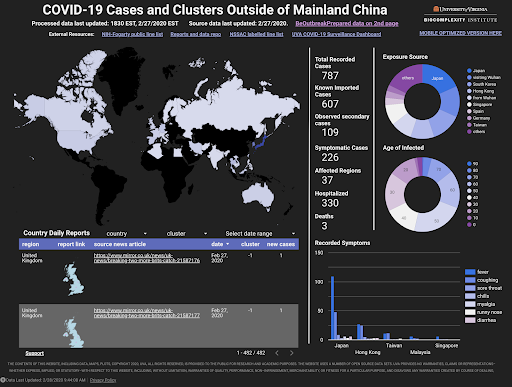 COVID-19 Cases and Clusters Outside of Mainland China
UNIVERSITY of VIRGINIA
BIOCOMPLEXITY INSTITUTE
Processed data last updated: 1830 EST, 2/27/2020 EST
Source data last updated: 2/27/2020.
BeOutbreakPrepared data on 2nd page
External Resources:
NIH-Fogarty public line list
Reports and data repo
NSSAC labelled line list
UVA COVID-19 Surveillance Dashboard
MOBILE OPTIMIZED VERSION HERE
Total Recorded
Cases
787
Known Imported
Cases
607
Observed secondary
cases
109
Symptomatic Cases
226
Affected Regions
37
Hospitalized
330
Deaths
3
Exposure Source
others
Japan
Japan
visiting Wuhan
South Korea
Hong Kong
from Wuhan
Singapore
Spain
Germany
Taiwan
others
Age of Infected
90
80
70
60
50
40
30
20
10
Country Daily Reports
country
cluster
Select date range
region
report link
source news article
date
cluster
new cases
United
Kingdom
https://www.mirror.co.uk/news/uk-
news/breaking-two-more-brits-catch-21587176
Feb 27,
2020
-1
1
United
Kingdom
https://www.mirror.co.uk/news/uk-
news/breaking-two-more-brits-catch-21587177
Feb 27,
2020
-1
1
Support
1 - 482 / 482
Recorded Symptoms
150
100
50
0
Japan
Hong Kong
Taiwan
Malaysia
Singapore
fever
coughing
sore throat
chills
myalgia
runny nose
diarrhea
Data Last Updated: 2/28/2020 9:44:08 AM
Privacy Policy